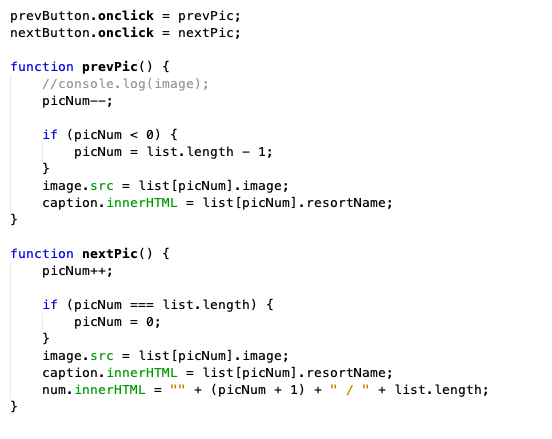 prevButton.onclick = prevPic;
nextButton.onclick = nextPic;
function prevPic() {
//console.log(image);
picNum--;
if (picNum < 0) {
picNum = list.length - 1;
}
image.src = list[picNum].image;
caption.innerHTML = list[picNum].resortName;
}
function nextPic() {
picNum++;
if (picNum === list.length) {
picNum = 0;
}
image.src = list[picNum].image;
caption.innerHTML = list[picNum].resortName;
num.innerHTML = "" + (picNum + 1) + " / " + list.length;
}